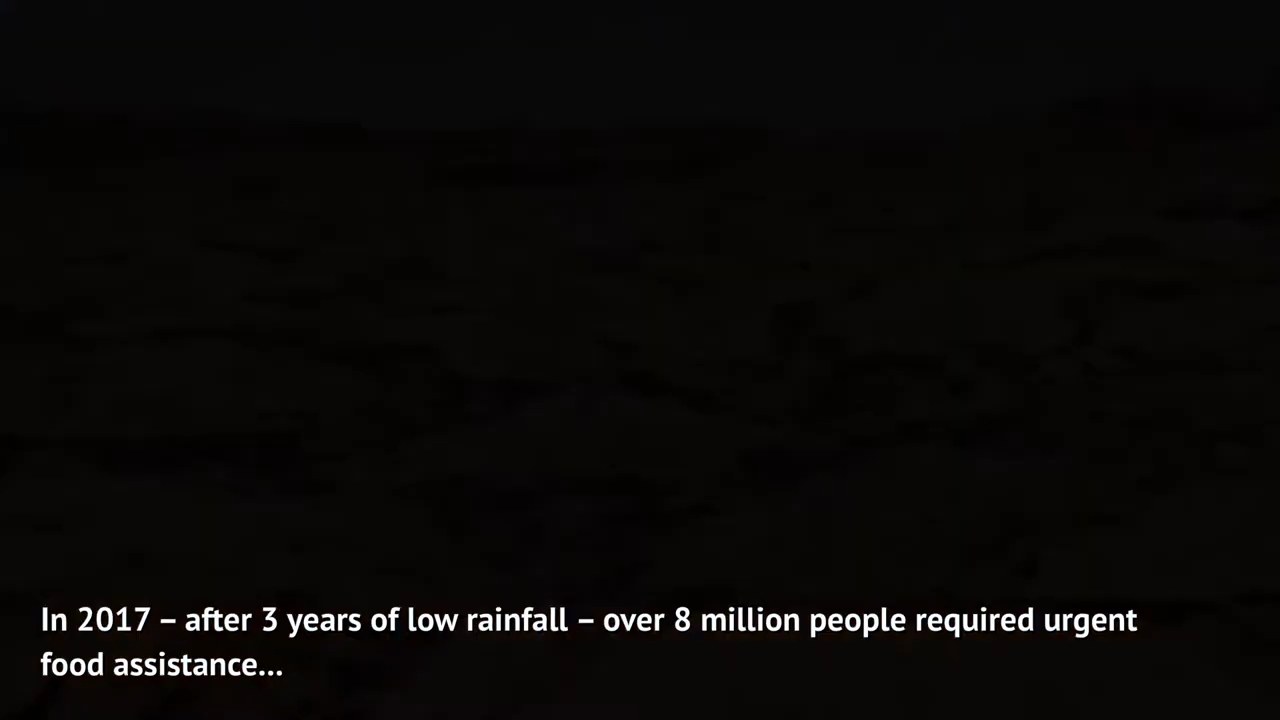 In 2017 – after 3 years of low rainfall – over 8 million people required urgent
food assistance...